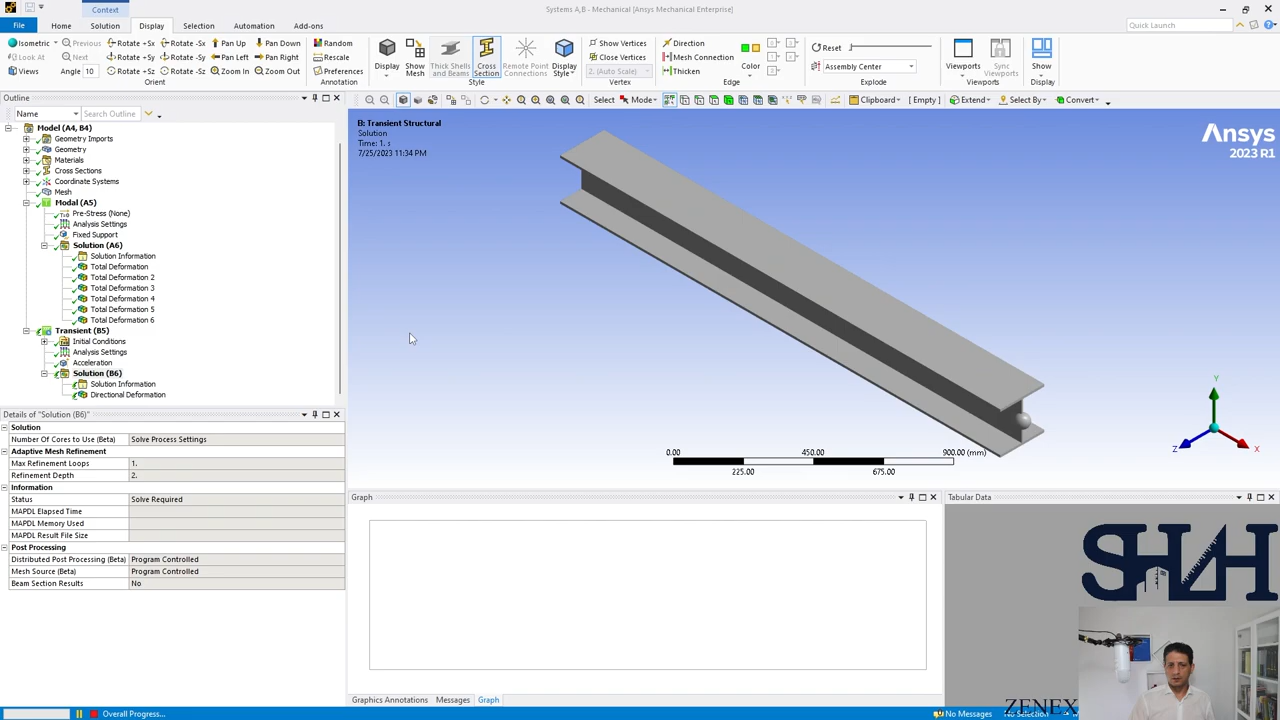 Systems A,B - Mechanical [Ansys Mechanical Enterprise]
Context
File Home Solution Display Selection Automation Add-ons
Quick Launch
Isometric Previous Rotate +Sx Rotate -Sx Pan Up Pan Down
Look At Rotate +Sy Rotate -Sy Pan Left Pan Right
Views Angle 10 Rotate +Sz Rotate -Sz Zoom In Zoom Out
Orient
Random
Rescale
Preferences
Annotation
Display
Show Mesh
Thick Shells and Beams
Cross Section
Remote Point Connections
Display Style
Style
Show Vertices
Close Vertices
2. (Auto Scale)
Vertex
Direction
Mesh Connection
Thicken
Color
Edge
Reset
Assembly Center
Explode
Viewports
Sync Viewports
Viewports
Show
Display
Outline
Name Search Outline
Select Mode Clipboard [ Empty ] Extend Select By Convert
Model (A4, B4)
Geometry Imports
Geometry
Materials
Cross Sections
Coordinate Systems
Mesh
Modal (A5)
Pre-Stress (None)
Analysis Settings
Fixed Support
Solution (A6)
Solution Information
Total Deformation
Total Deformation 2
Total Deformation 3
Total Deformation 4
Total Deformation 5
Total Deformation 6
Transient (B5)
Initial Conditions
Analysis Settings
Acceleration
Solution (B6)
Solution Information
Directional Deformation
Details of "Solution (B6)"
Solution
Number Of Cores to Use (Beta) Solve Process Settings
Adaptive Mesh Refinement
Max Refinement Loops 1.
Refinement Depth 2.
Information
Status Solve Required
MAPDL Elapsed Time
MAPDL Memory Used
MAPDL Result File Size
Post Processing
Distributed Post Processing (Beta) Program Controlled
Mesh Source (Beta) Program Controlled
Beam Section Results No
B: Transient Structural
Solution
Time: 1. s
7/25/2023 11:34 PM
Ansys
2023 R1
0.00 450.00 900.00 (mm)
225.00 675.00
Y
Z X
Graph
Tabular Data
Graphics Annotations Messages Graph
ZENEX
Overall Progress...
No Messages No Selection